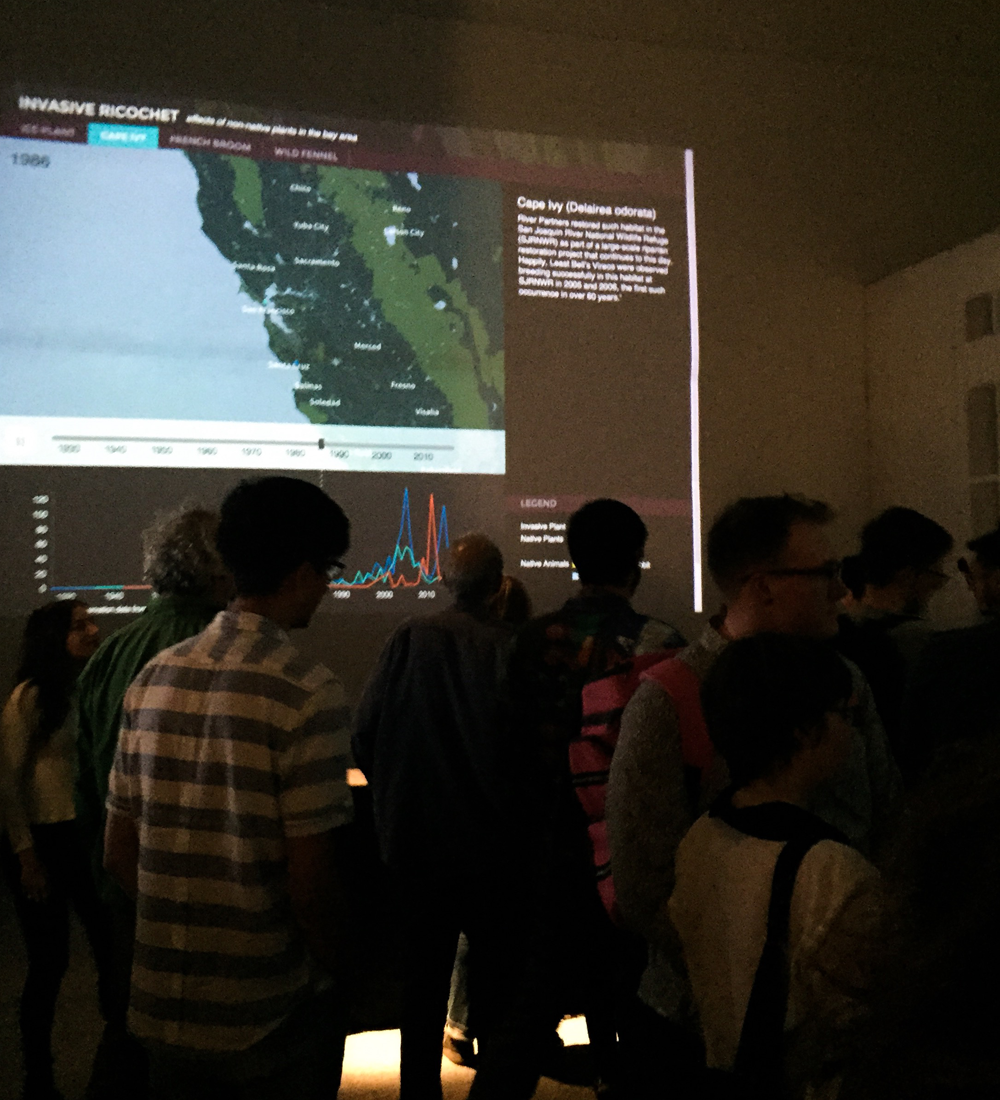 INVASIVE RICOCHET effects of non-native plants in the bay area
ICE PLANT CAPE IVY FRENCH BROOM WILD FENNEL
1986
Chico
Reno
Yuba City
Carson City
Sacramento
Santa Rosa
San Francisco
Merced
Santa Cruz
Salinas
Fresno
Soledad
Visalia
1930 1940 1950 1960 1970 1980 1990 2000 2010
Cape Ivy (Delairea odorata)
River Partners restored such habitat in the
San Joaquin River National Wildlife Refuge
(SJRNWR) as part of a large-scale riparian
restoration project that continues to this day.
Happily, Least Bell's Vireos were observed
breeding successfully in this habitat at
SJRNWR in 2005 and 2006, the first such
occurrence in over 60 years.'
120
100
80
60
40
20
0
1940 1990 2000 2010
LEGEND
Invasive Plant
Native Plants
Native Animals